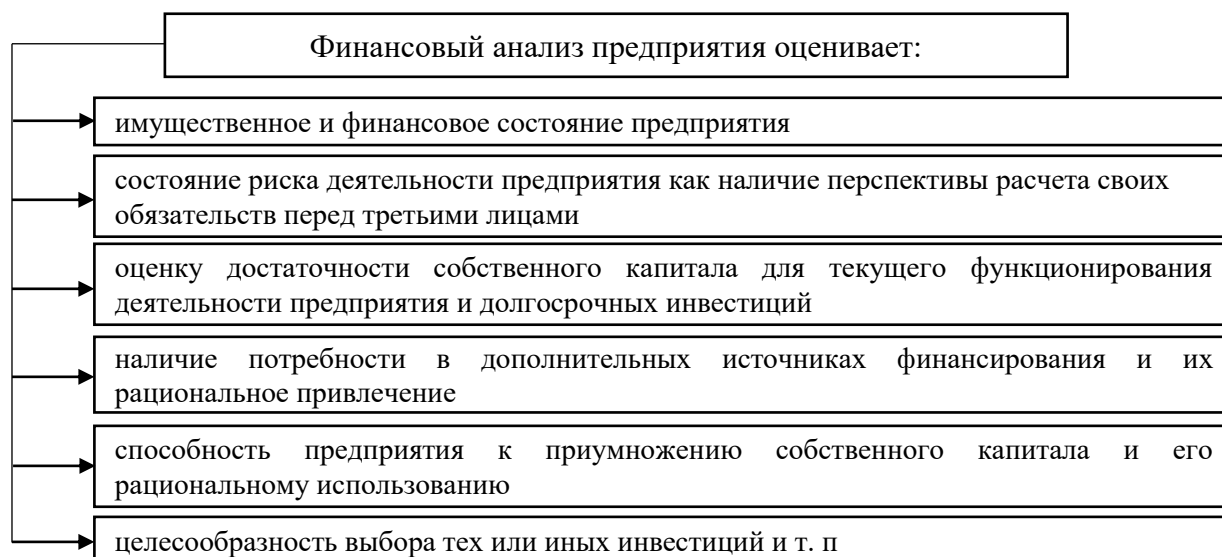 Финансовый анализ предприятия оценивает:
имущественное и финансовое состояние предприятия
состояние риска деятельности предприятия как наличие перспективы расчета своих
обязательств перед третьими лицами
оценку достаточности собственного капитала для текущего функционирования
деятельности предприятия и долгосрочных инвестиций
наличие потребности в дополнительных источниках финансирования и их
рациональное привлечение
способность предприятия к приумножению собственного капитала и его
рациональному использованию
целесообразность выбора тех или иных инвестиций и т. п